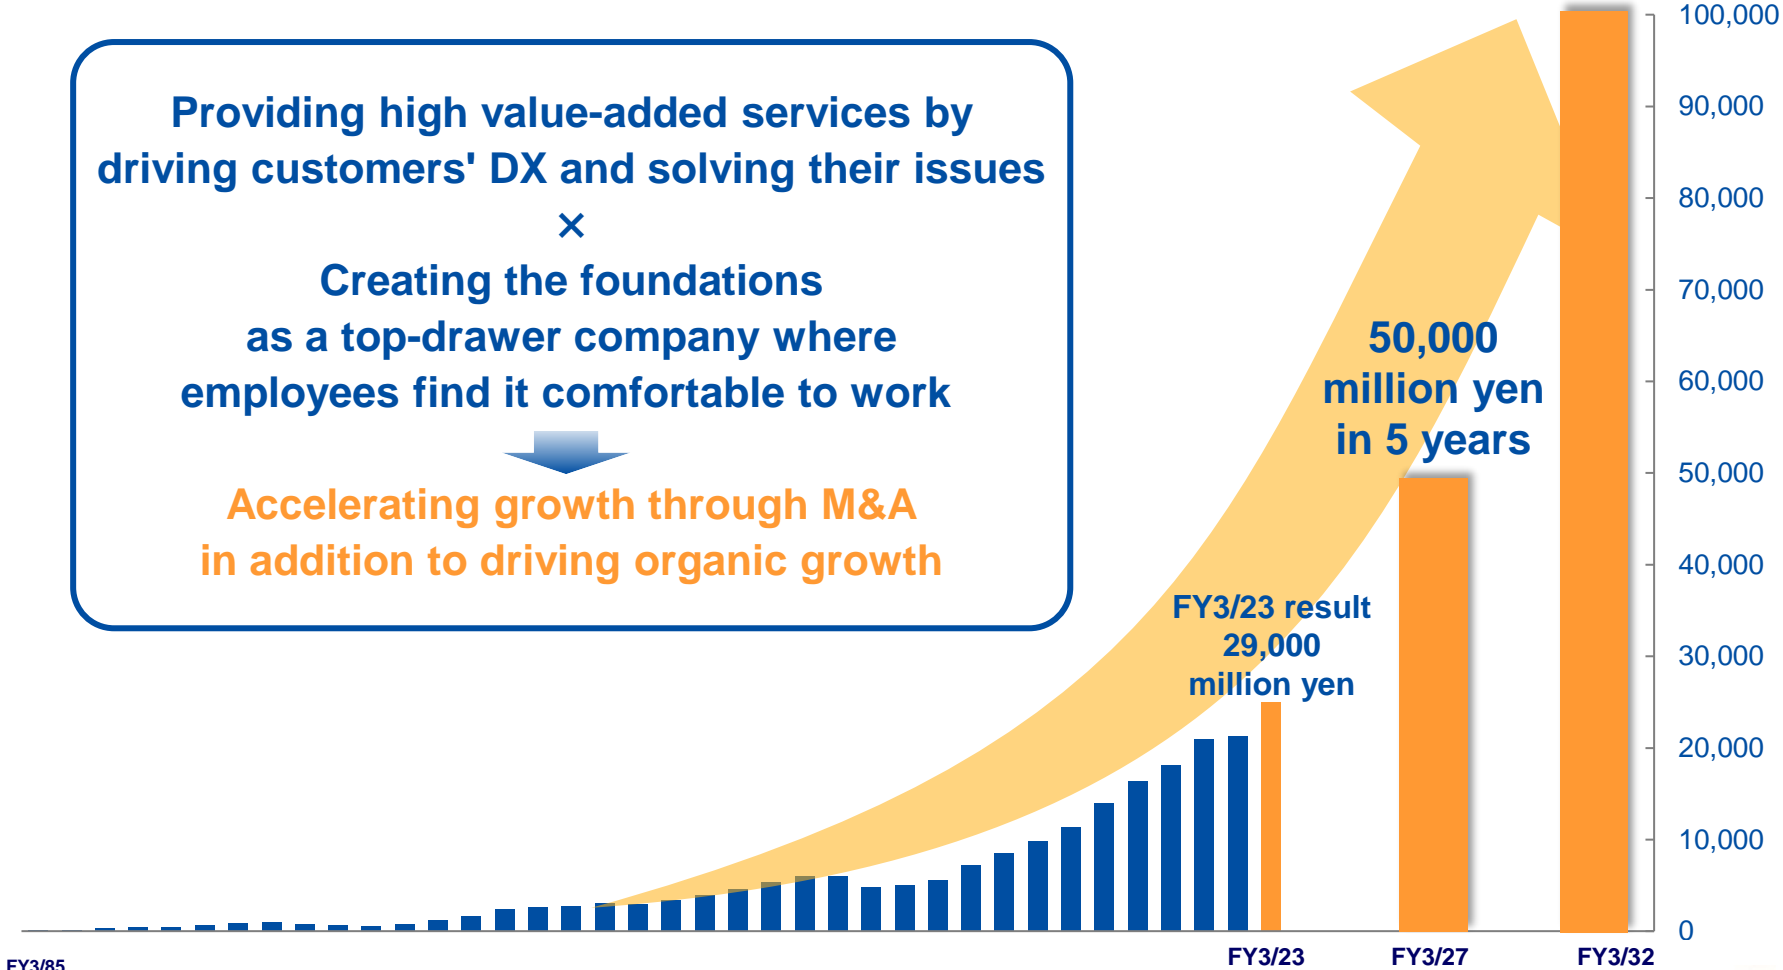 Providing high value-added services by
driving customers' DX and solving their issues
×
Creating the foundations
as a top-drawer company where
employees find it comfortable to work
Accelerating growth through M&A
in addition to driving organic growth
FY3/23 result
29,000
million yen
50,000
million yen
in 5 years
100,000
90,000
80,000
70,000
60,000
50,000
40,000
30,000
20,000
10,000
0
FY3/85
FY3/23
FY3/27
FY3/32